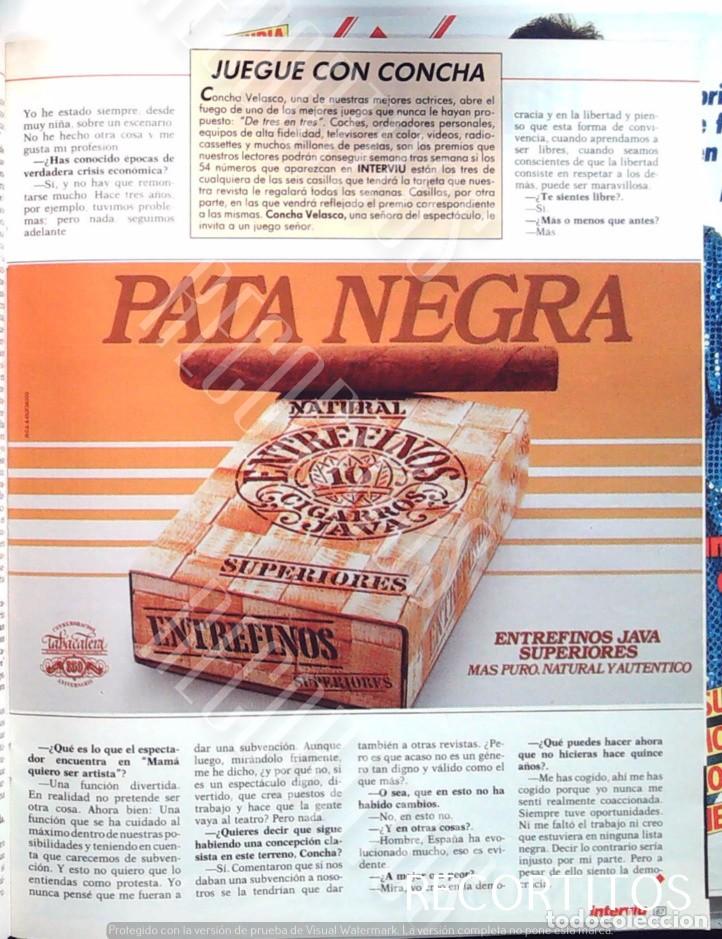 Yo he estado siempre, desde
muy niña, sobre un escenario.
No he hecho otra cosa y me
gusta mi profesión
—¿Has conocido épocas de
verdadera crisis económica?
—Sí, y no hay que remon-
tarse mucho. Hace tres años,
por ejemplo, tuvimos proble-
mas; pero nada, seguimos
adelante
JUEGUE CON CONCHA
Concha Velasco, una de nuestras mejores actrices, abre el
fuego de uno de los mejores juegos que nunca le hayan pro-
puesto: "De tres en tres". Coches, ordenadores personales,
equipos de alta fidelidad, televisores en color, vídeos, radio-
cassettes y muchos millones de pesetas, son los premios que
nuestros lectores podrán conseguir semana tras semana si los
54 números que aparezcan en INTERVIU están los tres de
cualquiera de las seis casillas que tendrá la tarjeta que nues-
tra revista le regalará todas las semanas. Casillas, por otra
parte, en las que vendrá reflejado el premio correspondiente
a las mismas. Concha Velasco, una señora del espectáculo, le
invita a un juego señor.
cracia y en la libertad y pien-
so que esta forma de convi-
vencia, cuando aprendamos a
ser libres, cuando seamos
conscientes de que la libertad
consiste en respetar a los de-
más, puede ser maravillosa.
—¿Te sientes libre?.
—Sí
—¿Más o menos que antes?
—Más
PATA NEGRA
NATURAL
ENTREFINOS
10
CIGARROS
JAVA
SUPERIORES
ENTREFINOS
SUPERIORES
Tabacalera
350
ANIVERSARIO
ENTREFINOS JAVA
SUPERIORES
MAS PURO, NATURAL Y AUTENTICO
—¿Qué es lo que el especta-
dor encuentra en "Mamá
quiero ser artista"?
—Una función divertida.
En realidad no pretende ser
otra cosa. Ahora bien: Una
función que se ha cuidado al
máximo dentro de nuestras po-
sibilidades y teniendo en cuen-
ta que carecemos de subven-
ción. Y esto no quiero que lo
entiendas como protesta. Yo
nunca pensé que me fueran a
dar una subvención. Aunque
luego, mirándolo fríamente,
me he dicho, ¿y por qué no, si
es un espectáculo digno, di-
vertido, que crea puestos de
trabajo y hace que la gente
vaya al teatro? Pero nada.
—¿Quieres decir que sigue
habiendo una concepción cla-
sista en este terreno, Concha?
—Sí. Comentaron que si nos
daban una subvención a noso-
tros se la tendrían que dar
también a otras revistas. ¿Pe-
ro es que acaso no es un géne-
ro tan digno y válido como el
que más?.
—O sea, que en esto no ha
habido cambios.
—No, en esto no.
—¿Y en otras cosas?.
—Hombre, España ha evo-
lucionado mucho, eso es evi-
dente.
—¿A mejor o a peor?
—Mira, yo creo en la demo-
—¿Qué puedes hacer ahora
que no hicieras hace quince
años?.
—Me has cogido, ahí me has
cogido porque yo nunca me
sentí realmente coaccionada.
Siempre tuve oportunidades.
Ni me faltó el trabajo ni creo
que estuviera en ninguna lista
negra. Decir lo contrario sería
injusto por mi parte. Pero a
pesar de ello siento la demo-
cracia.
interviu
RECORTITOS
todocoleccion
Protegido con la versión de prueba de Visual Watermark. La versión completa no pone esta marca.